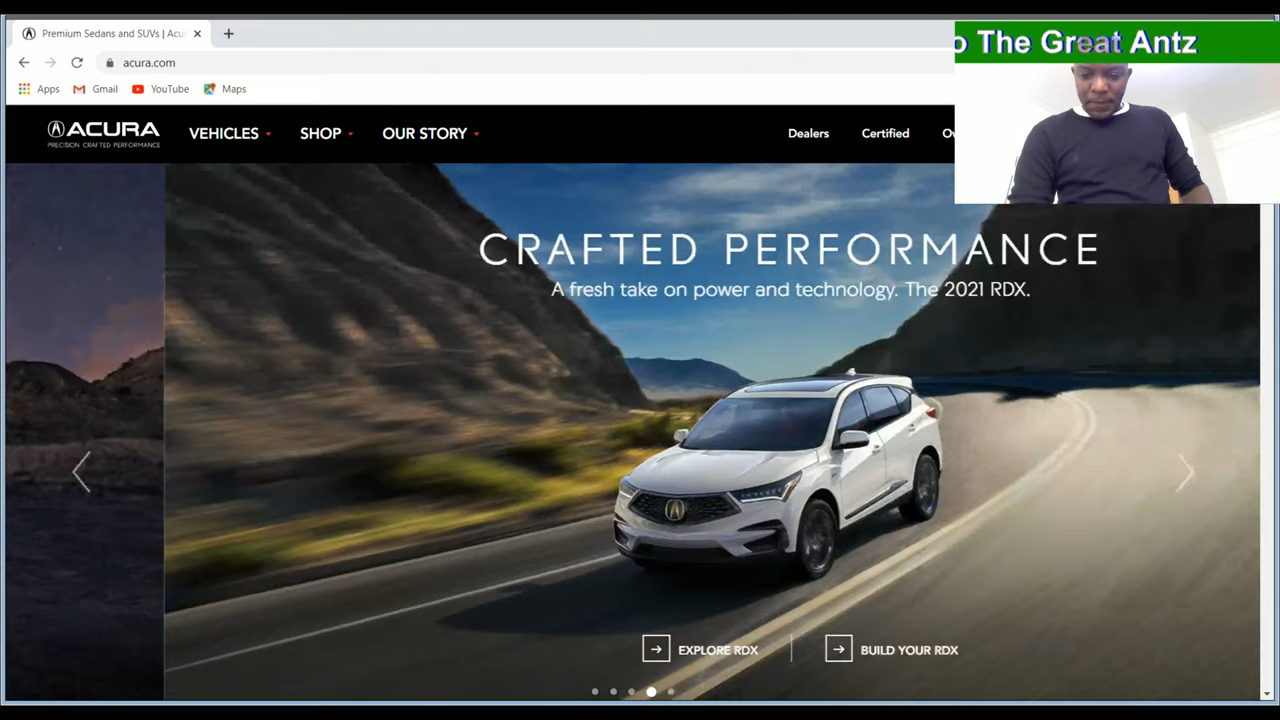 Premium Sedans and SUVs | Acu
o The Great Antz
acura.com
Apps Gmail YouTube Maps
ACURA
PRECISION CRAFTED PERFORMANCE
VEHICLES SHOP OUR STORY Dealers Certified
CRAFTED PERFORMANCE
A fresh take on power and technology. The 2021 RDX.
EXPLORE RDX BUILD YOUR RDX